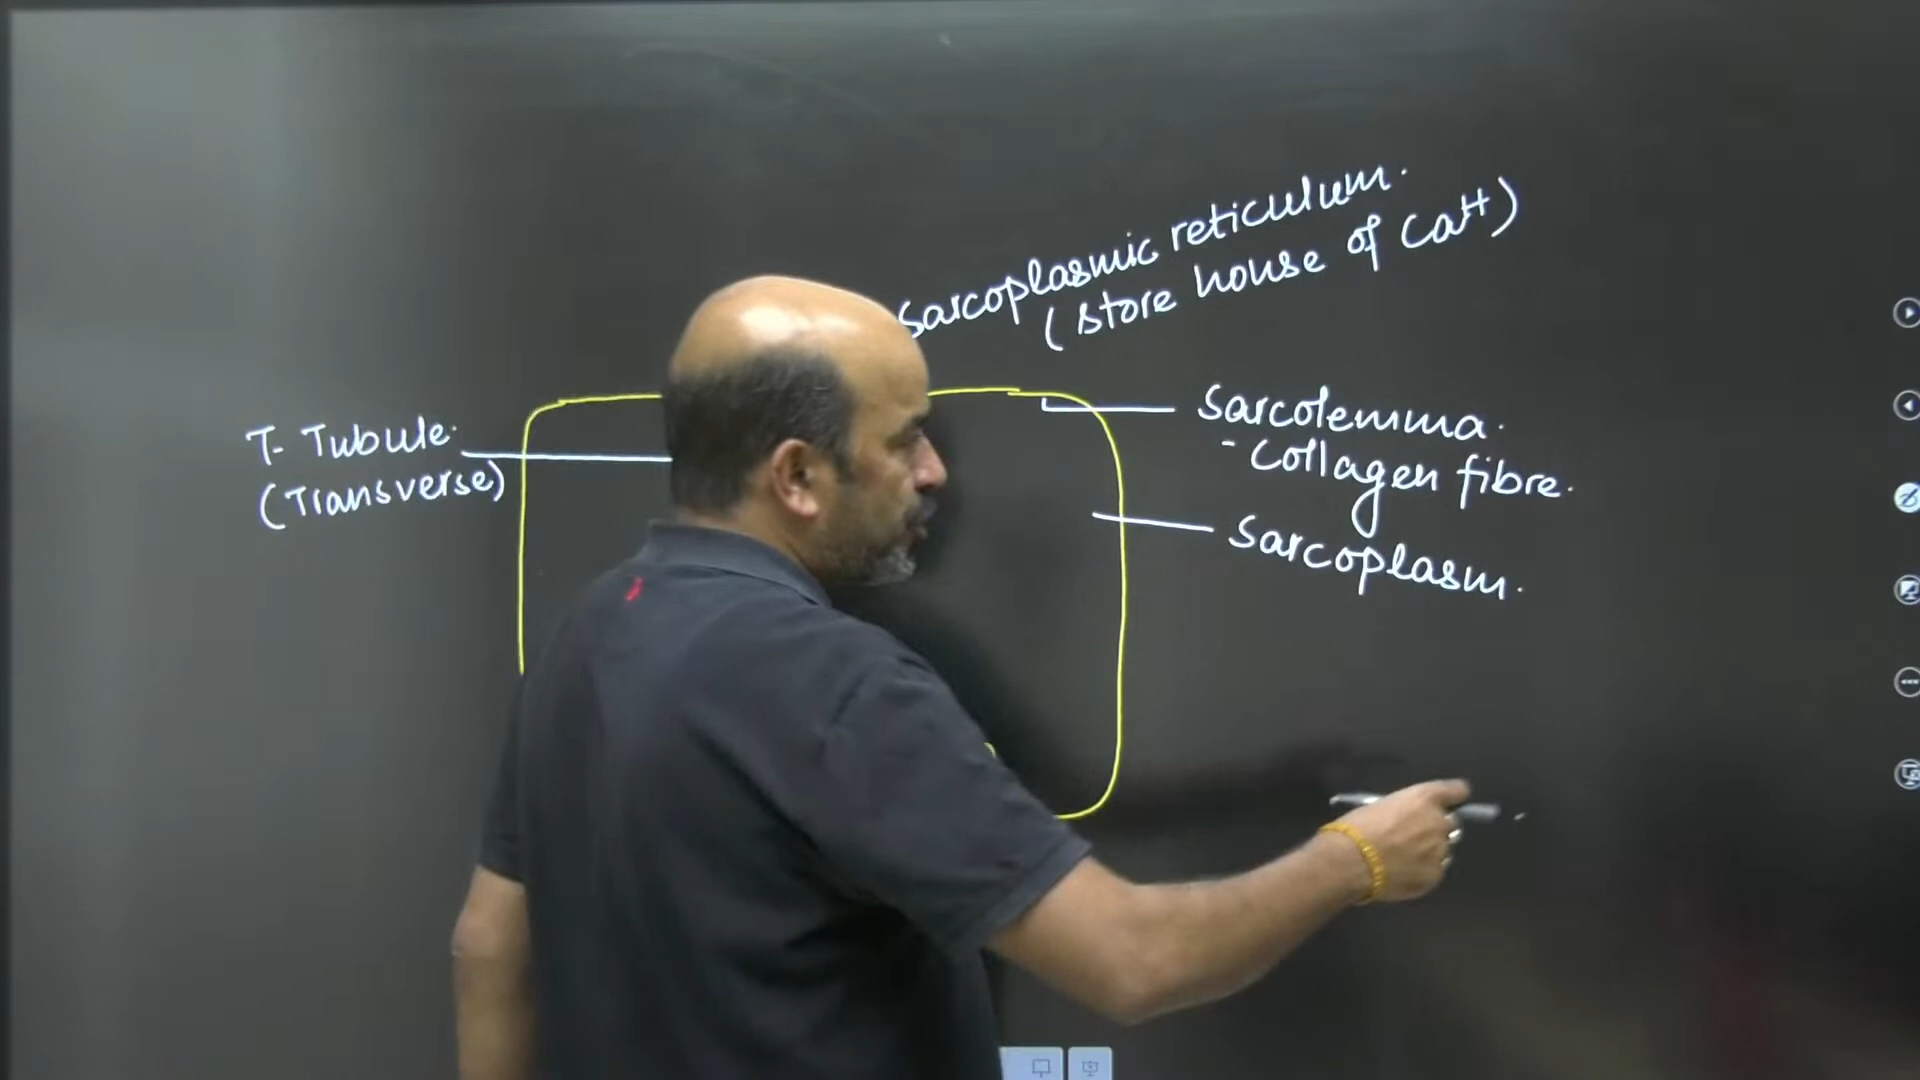 Sarcoplasmic reticulum.
(store house of Ca++)
T- Tubule.
(Transverse)
Sarcolemma.
- Collagen fibre.
Sarcoplasm.